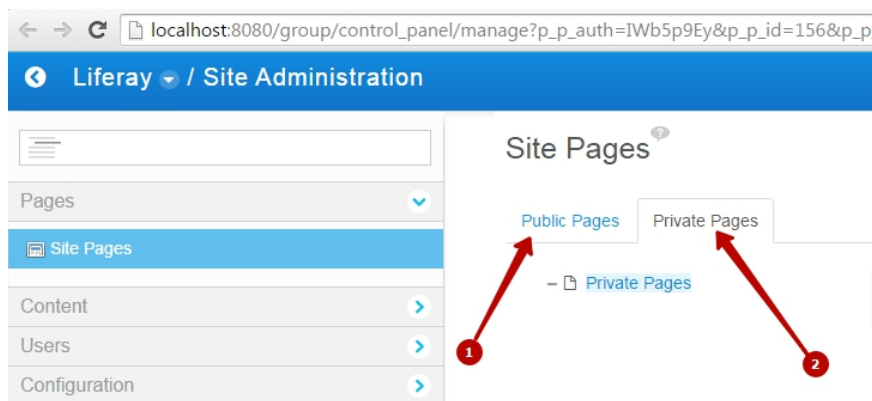 localhost:8080/group/control_panel/manage?p_p_auth=IWb5p9Ey&p_p_id=156&p_p
Liferay / Site Administration
Site Pages
Pages
Public Pages Private Pages
Site Pages
Private Pages
Content
Users
Configuration
1
2